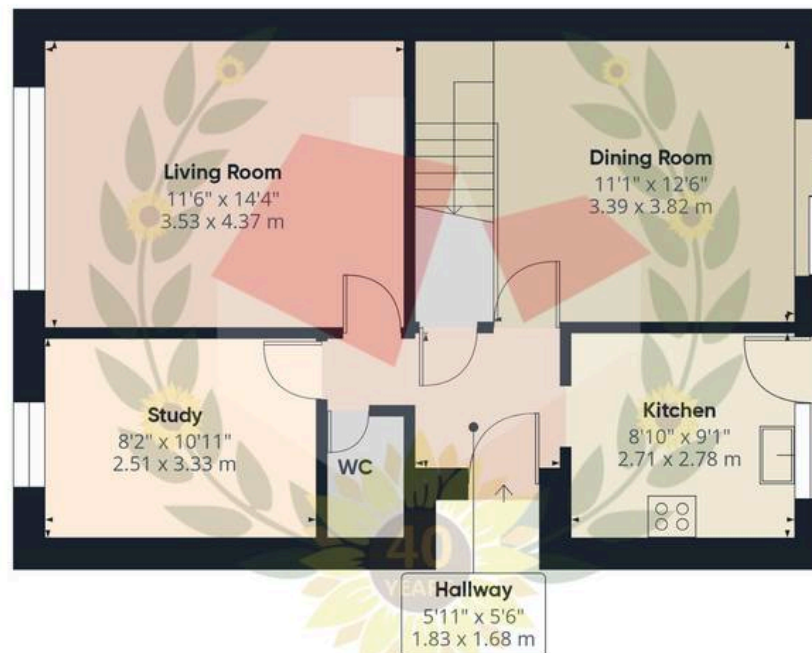 Living Room
11'6" x 14'4"
3.53 x 4.37 m
Dining Room
11'1" x 12'6"
3.39 x 3.82 m
Study
8'2" x 10'11"
2.51 x 3.33 m
WC
Kitchen
8'10" x 9'1"
2.71 x 2.78 m
40
YEARS
Hallway
5'11" x 5'6"
1.83 x 1.68 m